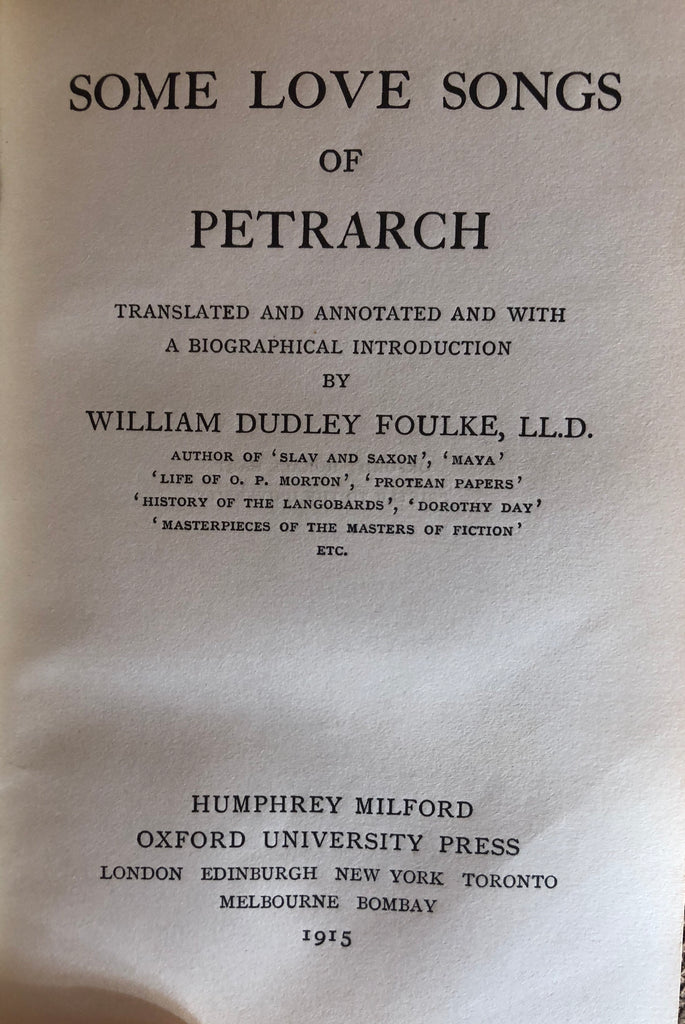 SOME LOVE SONGS
OF
PETRARCH
TRANSLATED AND ANNOTATED AND WITH
A BIOGRAPHICAL INTRODUCTION
BY
WILLIAM DUDLEY FOULKE, LL.D.
AUTHOR OF ‘SLAV AND SAXON’, ‘MAYA’
‘LIFE OF O. P. MORTON’, ‘PROTEAN PAPERS’
‘HISTORY OF THE LANGOBARDS’, ‘DOROTHY DAY’
‘MASTERPIECES OF THE MASTERS OF FICTION’
ETC.
HUMPHREY MILFORD
OXFORD UNIVERSITY PRESS
LONDON EDINBURGH NEW YORK TORONTO
MELBOURNE BOMBAY
1915